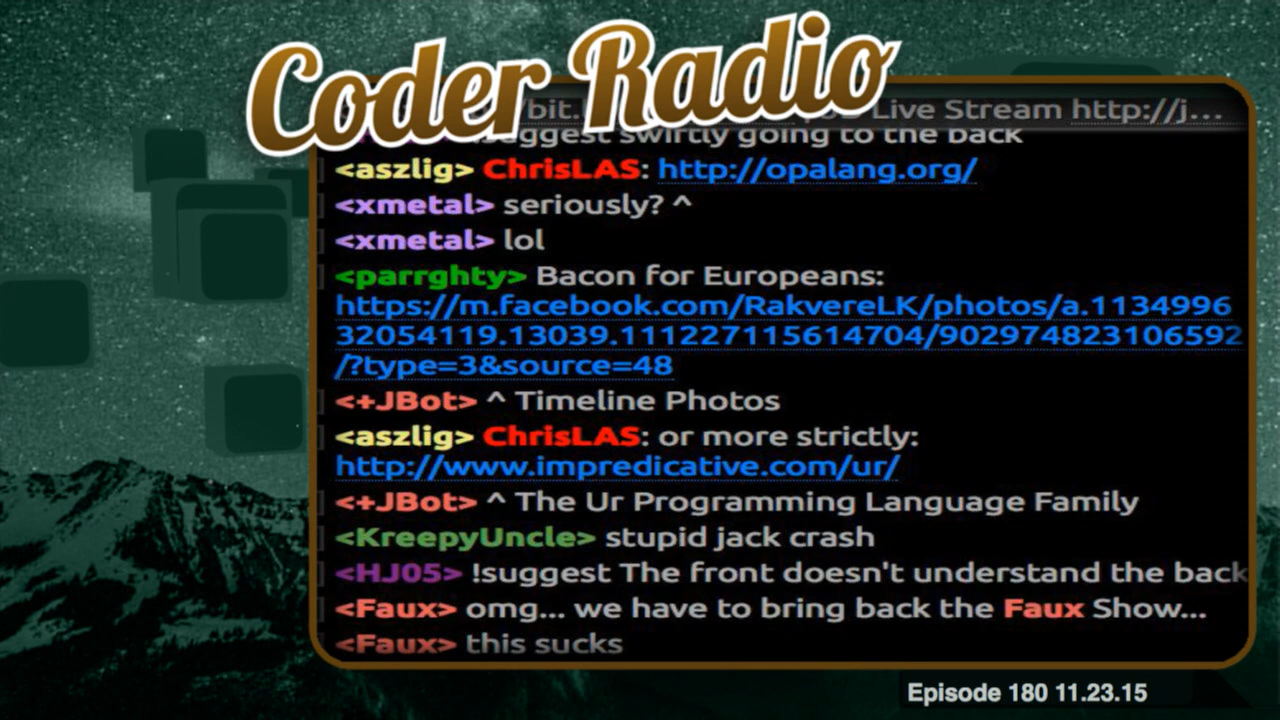 Coder Radio
Live Stream http://j...
swiftly going to the back
<aszlig> ChrisLAS: http://opalang.org/
<xmetal> seriously? ^
<xmetal> lol
<parrghty> Bacon for Europeans:
https://m.facebook.com/RakvereLK/photos/a.1134996
32054119.13039.111227115614704/902974823106592
/?type=3&source=48
<+JBot> ^ Timeline Photos
<aszlig> ChrisLAS: or more strictly:
http://www.impredicative.com/ur/
<+JBot> ^ The Ur Programming Language Family
<KreepyUncle> stupid jack crash
<HJ05> !suggest The front doesn't understand the back
<Faux> omg... we have to bring back the Faux Show...
<Faux> this sucks
Episode 180 11.23.15